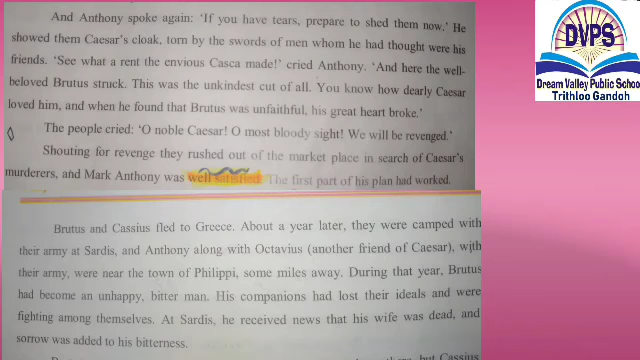 And Anthony spoke again: 'If you have tears, prepare to shed them now.' He
showed them Caesar's cloak, torn by the swords of men whom he had thought were his
friends. 'See what a rent the envious Casca made!' cried Anthony. 'And here the well-
beloved Brutus struck. This was the unkindest cut of all. You know how dearly Caesar
loved him, and when he found that Brutus was unfaithful, his great heart broke.'
The people cried: 'O noble Caesar! O most bloody sight! We will be revenged.'
Shouting for revenge they rushed out of the market place in search of Caesar's
murderers, and Mark Anthony was well satisfied. The first part of his plan had worked.
Brutus and Cassius fled to Greece. About a year later, they were camped with
their army at Sardis, and Anthony along with Octavius (another friend of Caesar), with
their army, were near the town of Philippi, some miles away. During that year, Brutus
had become an unhappy, bitter man. His companions had lost their ideals and were
fighting among themselves. At Sardis, he received news that his wife was dead, and
sorrow was added to his bitterness.
but Cassius
DVPS
Dream Valley Public School
Trithloo Gandoh